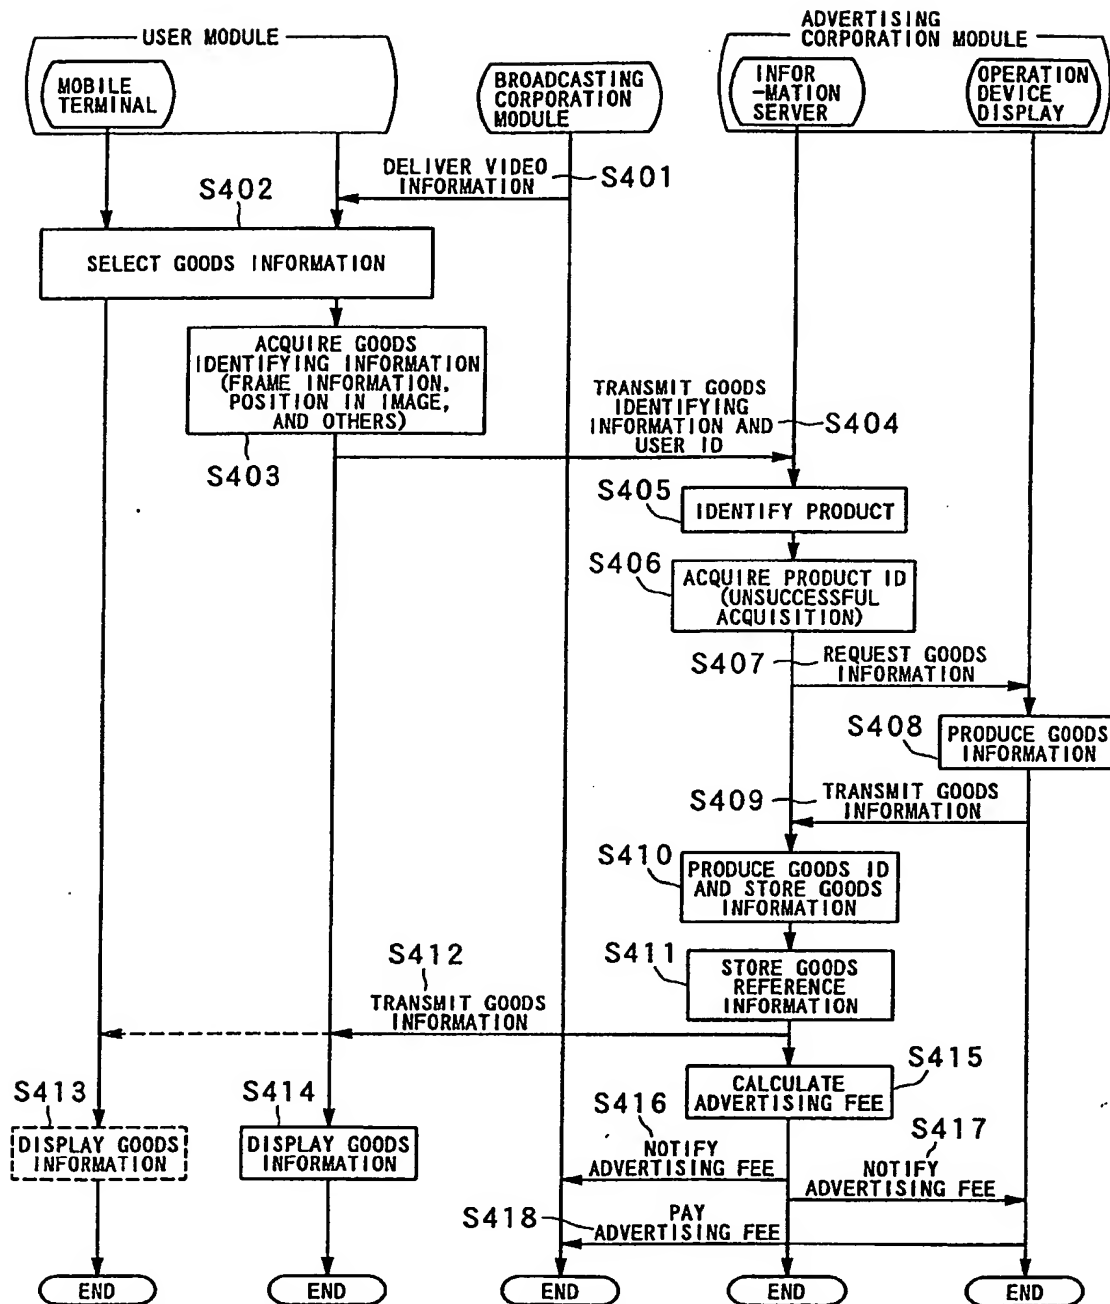 USER MODULE
ADVERTISING
CORPORATION MODULE
MOBILE
TERMINAL
BROADCASTING
CORPORATION
MODULE
INFOR
-MATION
SERVER
OPERATION
DEVICE
DISPLAY
DELIVER VIDEO
INFORMATION
S401
S402
SELECT GOODS INFORMATION
ACQUIRE GOODS
IDENTIFYING INFORMATION
(FRAME INFORMATION,
POSITION IN IMAGE,
AND OTHERS)
S403
TRANSMIT GOODS
IDENTIFYING
INFORMATION AND
USER ID
S404
S405
IDENTIFY PRODUCT
S406
ACQUIRE PRODUCT ID
(UNSUCCESSFUL
ACQUISITION)
S407
REQUEST GOODS
INFORMATION
S408
PRODUCE GOODS
INFORMATION
S409
TRANSMIT GOODS
INFORMATION
S410
PRODUCE GOODS ID
AND STORE GOODS
INFORMATION
S411
STORE GOODS
REFERENCE
INFORMATION
S412
TRANSMIT GOODS
INFORMATION
S415
CALCULATE
ADVERTISING FEE
S413
DISPLAY GOODS
INFORMATION
S414
DISPLAY GOODS
INFORMATION
S416
NOTIFY
ADVERTISING FEE
S417
NOTIFY
ADVERTISING FEE
S418
PAY
ADVERTISING FEE
END
END
END
END
END